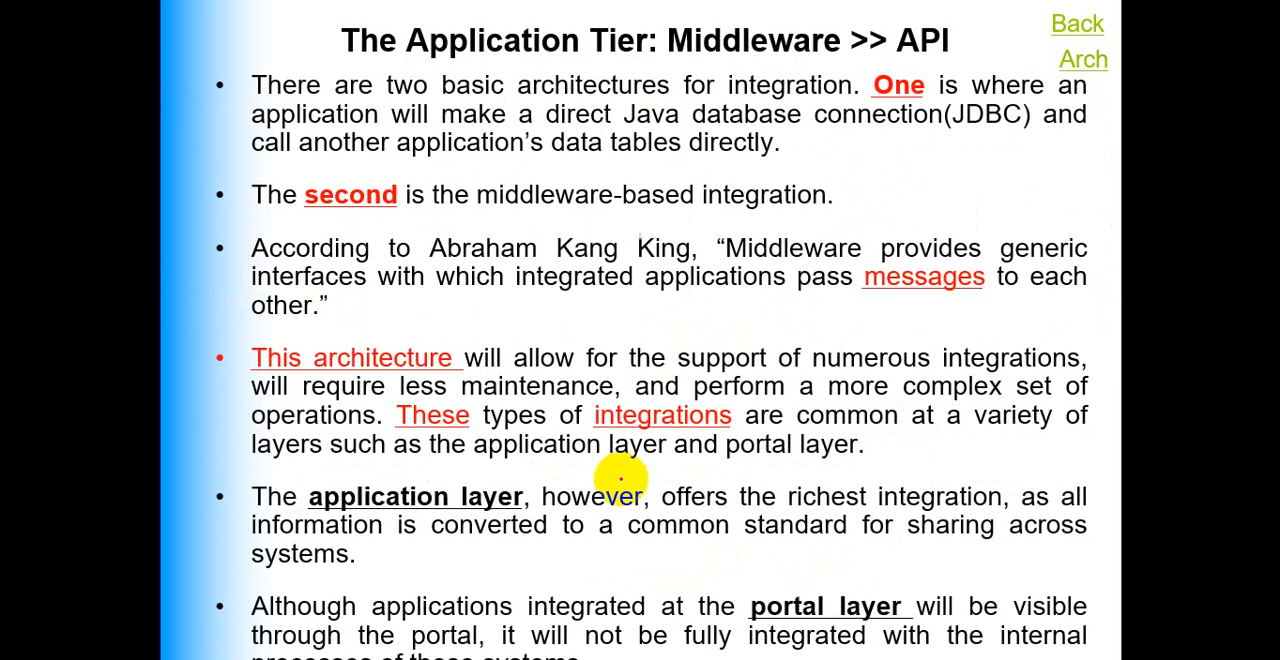 The Application Tier: Middleware >> API
Back
Arch
• There are two basic architectures for integration. One is where an
application will make a direct Java database connection(JDBC) and
call another application’s data tables directly.
• The second is the middleware-based integration.
• According to Abraham Kang King, “Middleware provides generic
interfaces with which integrated applications pass messages to each
other.”
• This architecture will allow for the support of numerous integrations,
will require less maintenance, and perform a more complex set of
operations. These types of integrations are common at a variety of
layers such as the application layer and portal layer.
• The application layer, however, offers the richest integration, as all
information is converted to a common standard for sharing across
systems.
• Although applications integrated at the portal layer will be visible
through the portal, it will not be fully integrated with the internal
processes of these systems.